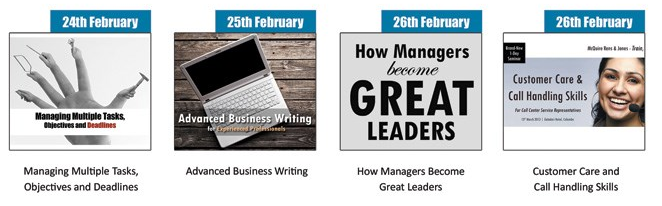 24th February
25th February
26th February
26th February
Managing Multiple Tasks,
Objectives and Deadlines
Advanced Business Writing
for Experienced Professionals
How Managers
become
GREAT
LEADERS
Brand-New
1-Day
Seminar
McGuire Rens & Jones - Train,
Customer Care &
Call Handling Skills
For Call Center Service Representatives
Managing Multiple Tasks,
Objectives and Deadlines
Advanced Business Writing
How Managers Become
Great Leaders
Customer Care and
Call Handling Skills